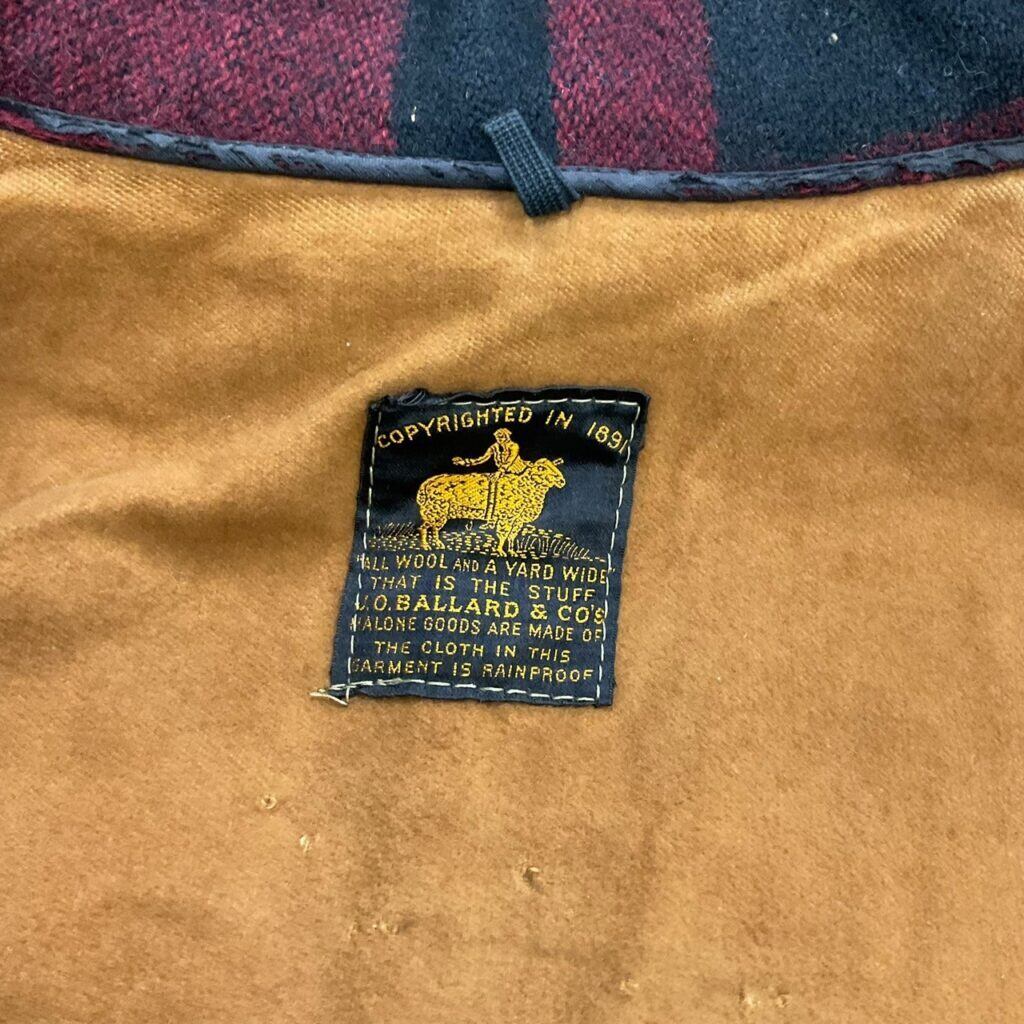 COPYRIGHTED IN 1891
"ALL WOOL AND A YARD WIDE"
THAT IS THE STUFF
J.O. BALLARD & CO'S
MALONE GOODS ARE MADE OF
THE CLOTH IN THIS
GARMENT IS RAINPROOF